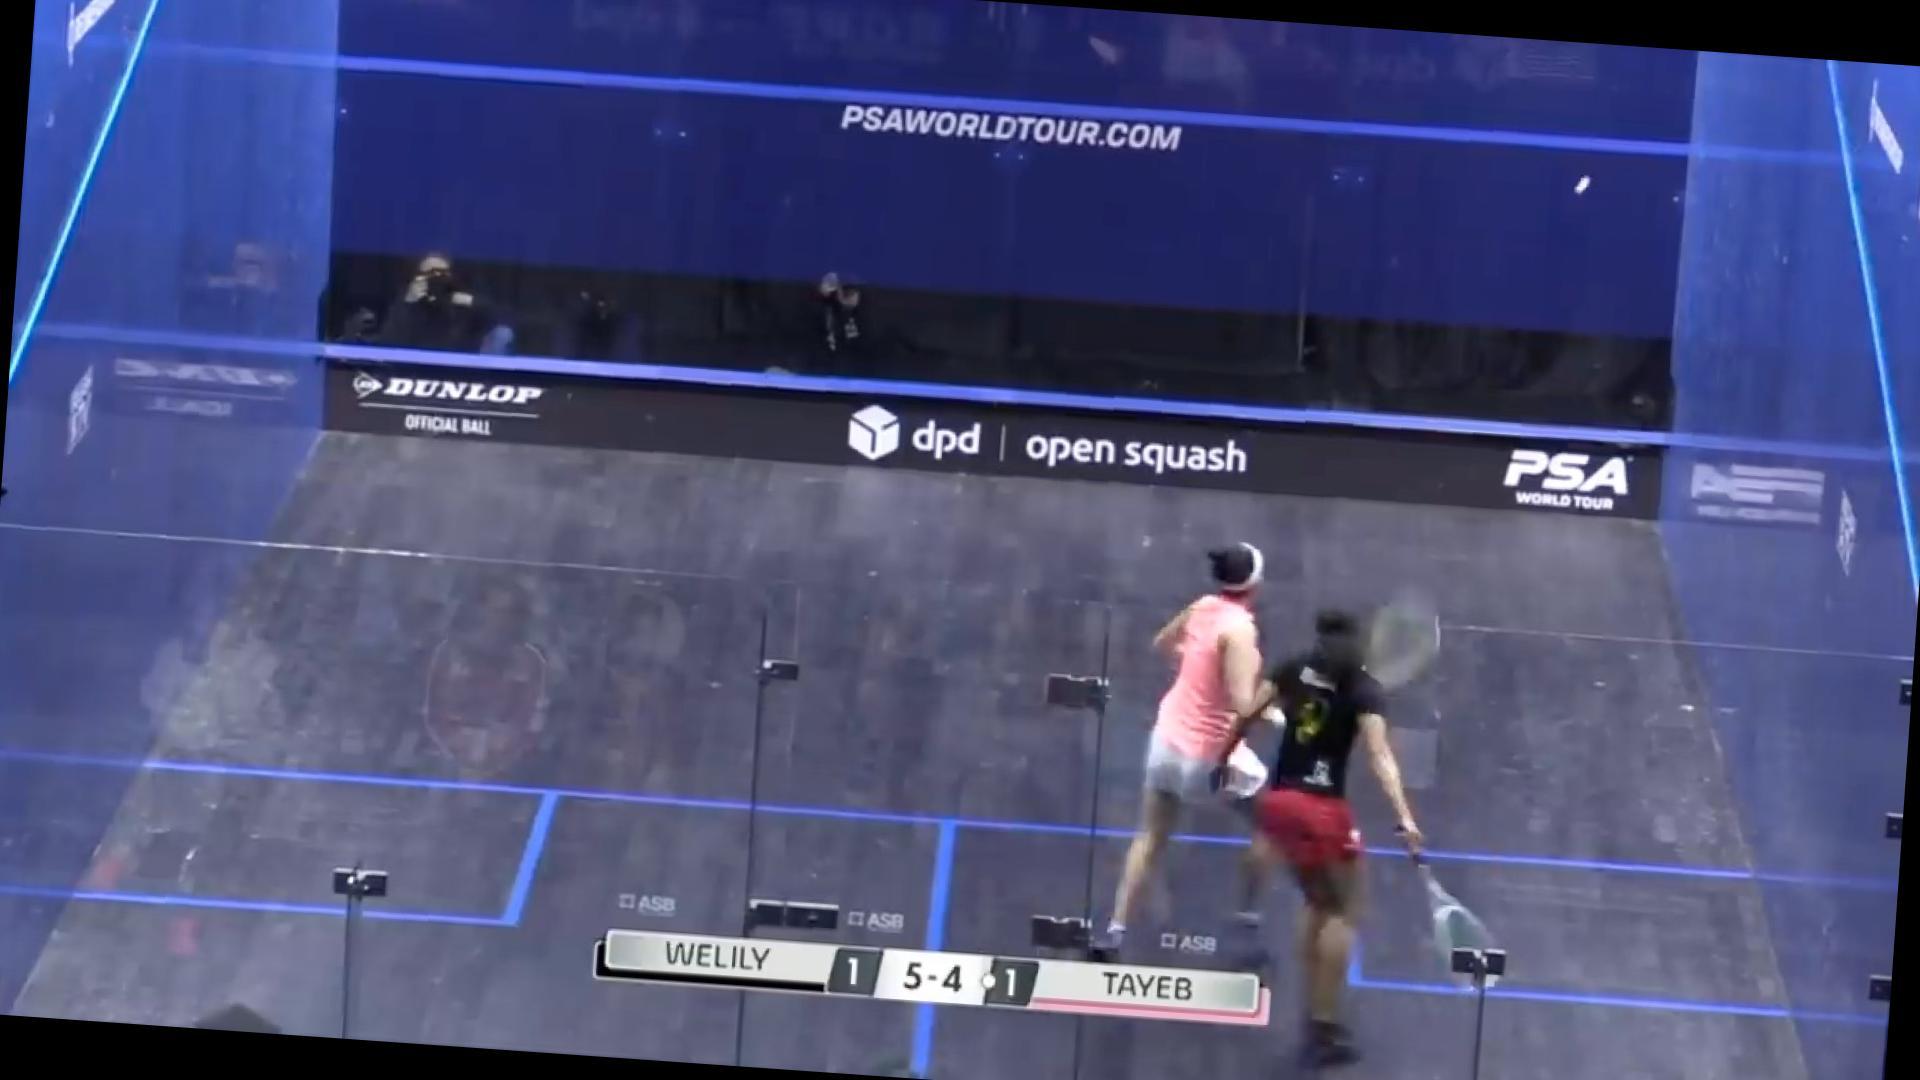 PSAWORLDTOUR.COM
DUNLOP
OFFICIAL BALL
dpd | open squash
PSA
WORLD TOUR
ASB
ASB
ASB
WELILY 1 5-4 1 TAYEB